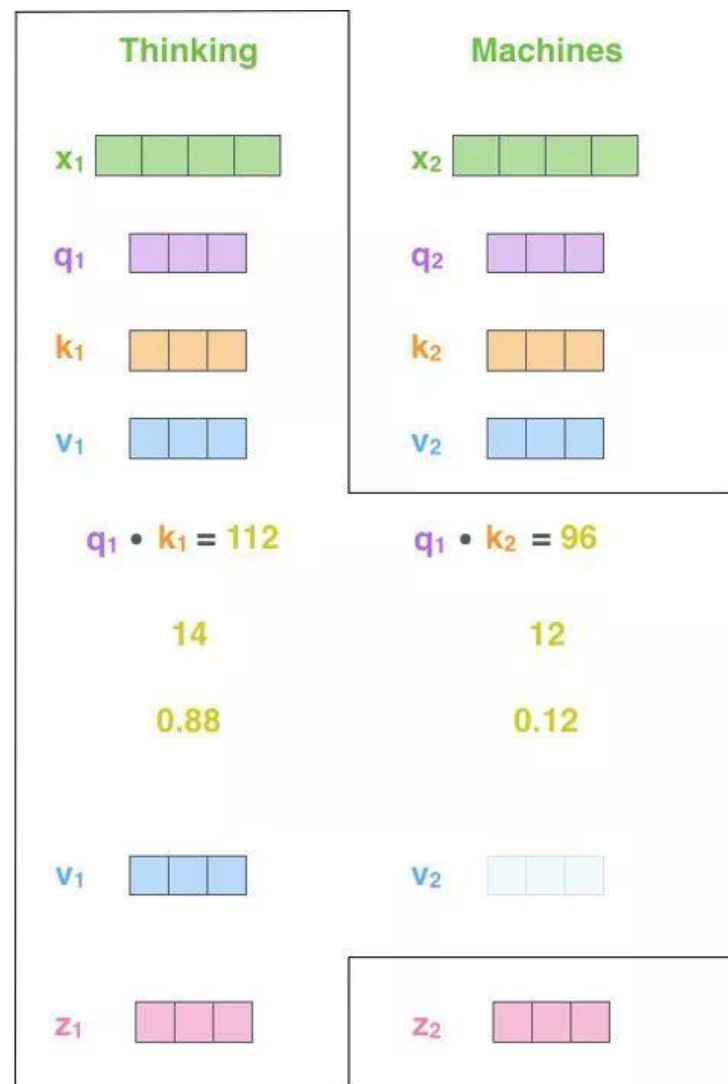 Thinking Machines
x₁ x₂
q₁ q₂
k₁ k₂
v₁ v₂
q₁ • k₁ = 112 q₁ • k₂ = 96
14 12
0.88 0.12
v₁ v₂
z₁ z₂